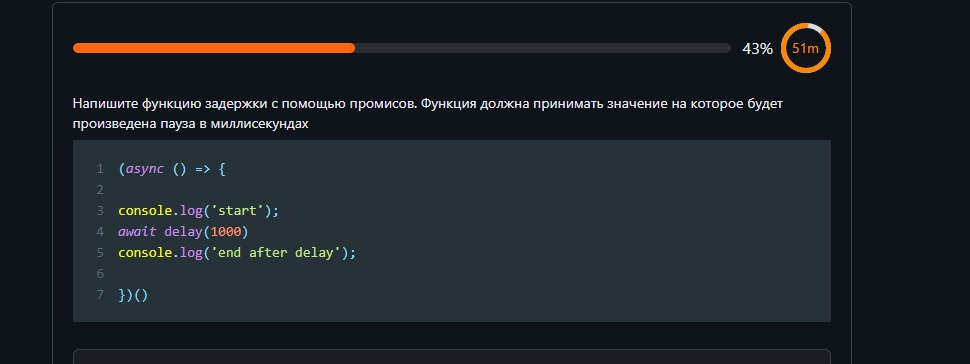 43% 51m
Напишите функцию задержки с помощью промисов. Функция должна принимать значение на которое будет
произведена пауза в миллисекундах
1 (async () => {
2
3 console.log('start');
4 await delay(1000)
5 console.log('end after delay');
6
7 })()